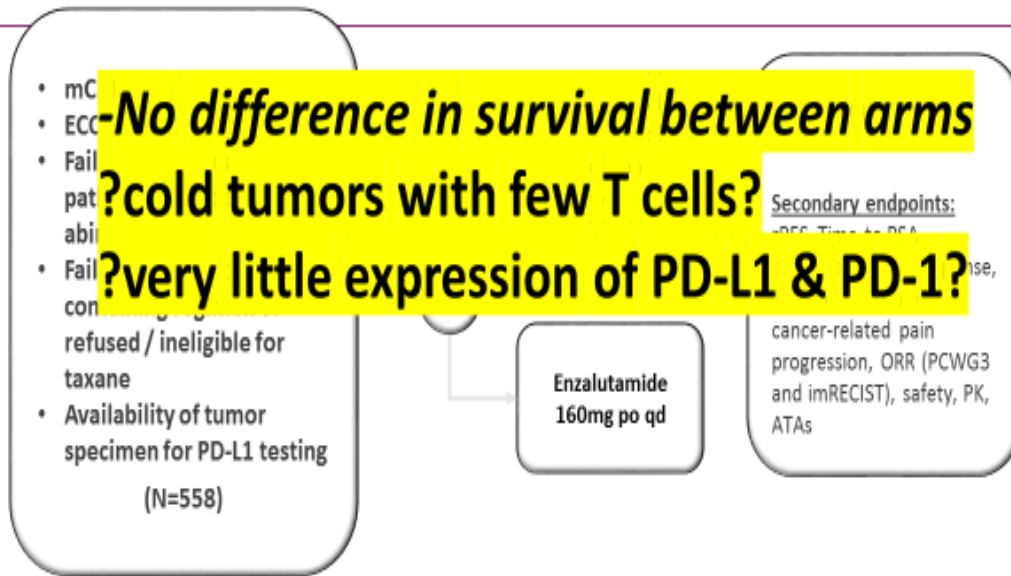 • mC
• ECC
• Fail
pat
abi
• Fail
refused / ineligible for
taxane
• Availability of tumor
specimen for PD-L1 testing
(N=558)
-No difference in survival between arms
?cold tumors with few T cells?
?very little expression of PD-L1 & PD-1?
Enzalutamide
160mg po qd
Secondary endpoints:
cancer-related pain
progression, ORR (PCWG3
and imRECIST), safety, PK,
ATAs